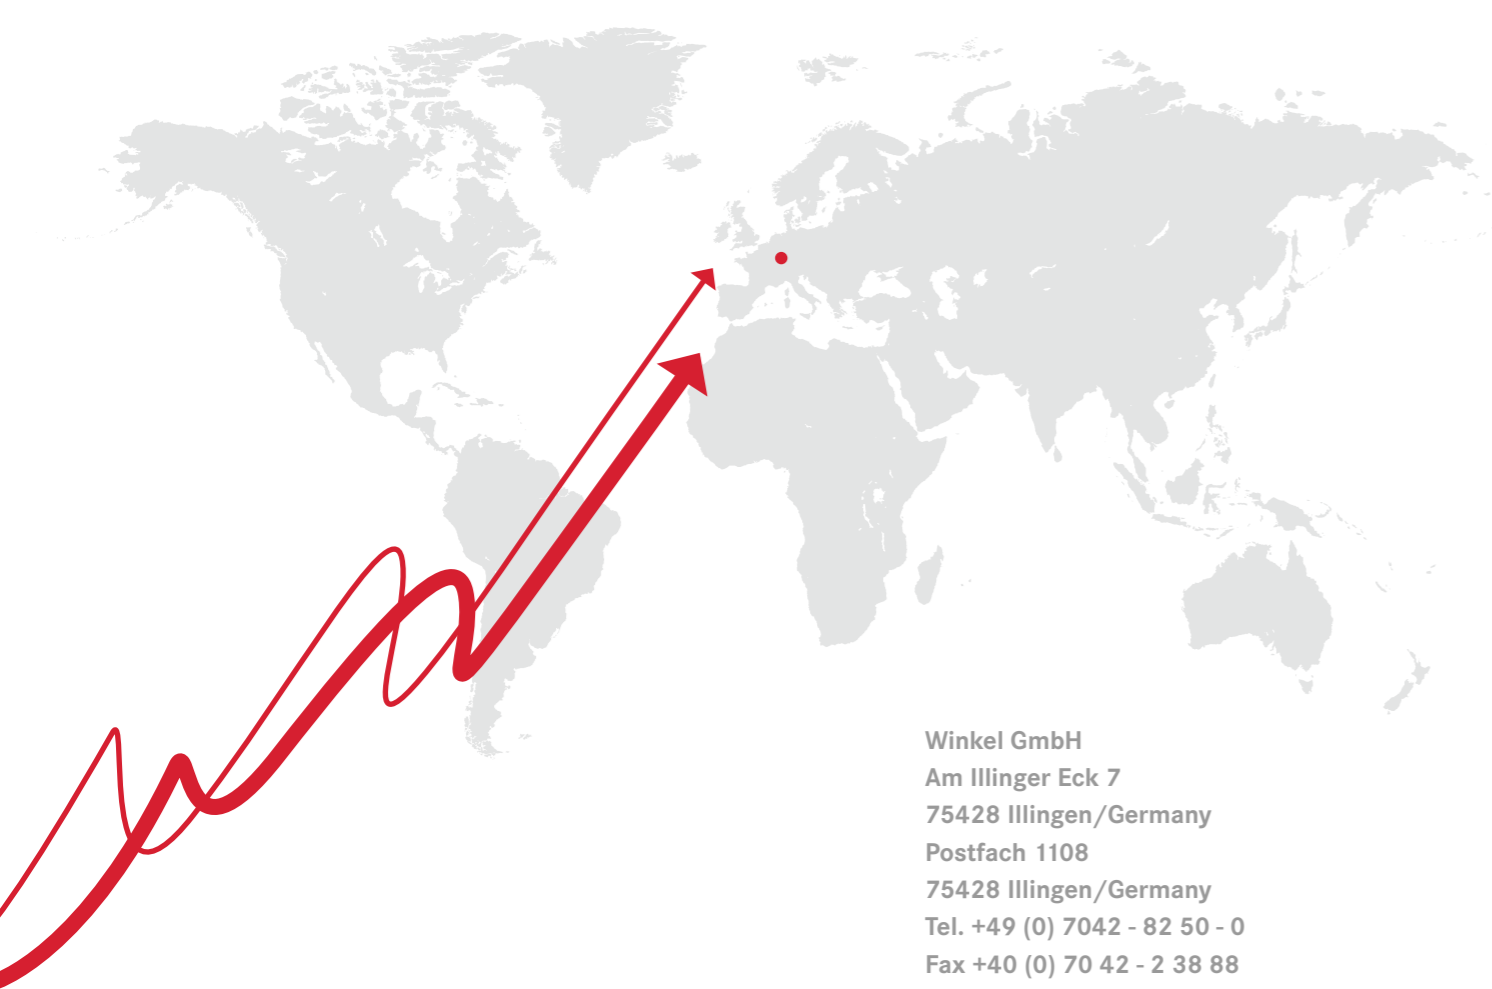 Winkel GmbH
Am Illinger Eck 7
75428 Illingen/Germany
Postfach 1108
75428 Illingen/Germany
Tel. +49 (0) 7042 - 82 50 - 0
Fax +40 (0) 70 42 - 2 38 88